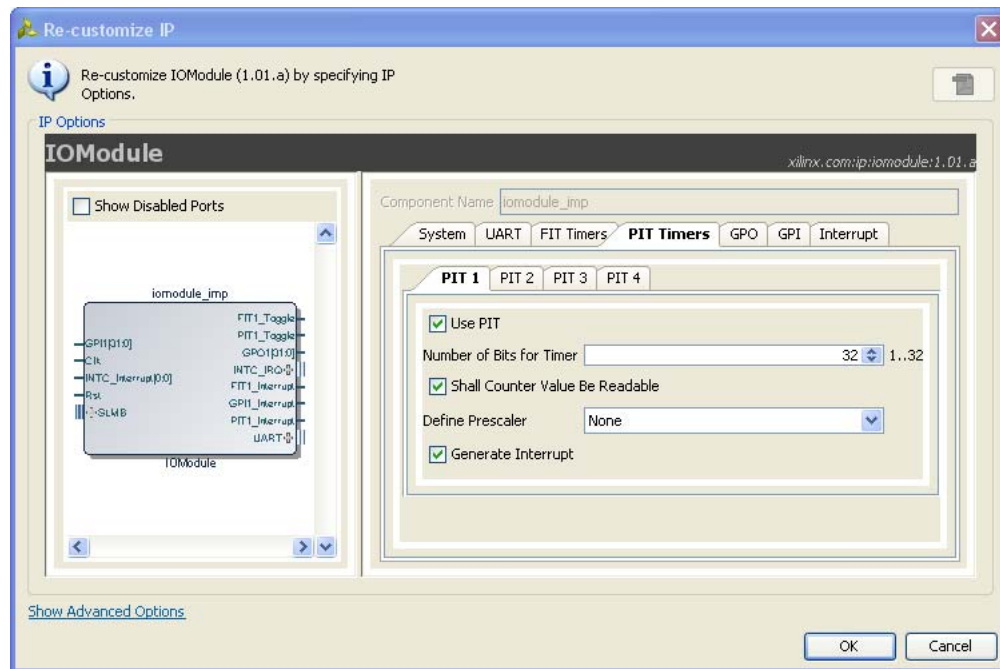 Re-customize IP
Re-customize IOModule (1.01.a) by specifying IP
Options.
IP Options
IOModule
xilinx.com:ip:iomodule:1.01.a
Show Disabled Ports
Component Name iomodule_imp
System UART FIT Timers PIT Timers GPO GPI Interrupt
PIT 1 PIT 2 PIT 3 PIT 4
Use PIT
Number of Bits for Timer 32 1..32
Shall Counter Value Be Readable
Define Prescaler None
Generate Interrupt
iomodule_imp
GPI1[31:0]
Clk
INTC_Interrupt[0:0]
Rst
SLMB
FIT1_Toggle
PIT1_Toggle
GPO1[31:0]
INTC_IRQ
FIT1_Interrupt
GPI1_Interrupt
PIT1_Interrupt
UART
IOModule
Show Advanced Options
OK Cancel